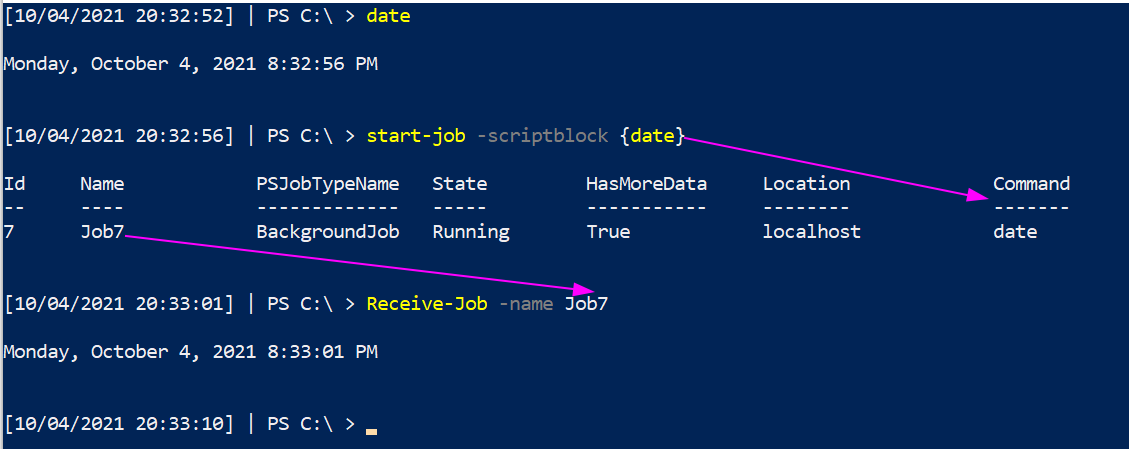 [10/04/2021 20:32:52] | PS C:\ > date
Monday, October 4, 2021 8:32:56 PM
[10/04/2021 20:32:56] | PS C:\ > start-job -scriptblock {date}
Id Name PSJobTypeName State HasMoreData Location Command
-- ---- ------------- ----- ----------- -------- -------
7 Job7 BackgroundJob Running True localhost date
[10/04/2021 20:33:01] | PS C:\ > Receive-Job -name Job7
Monday, October 4, 2021 8:33:01 PM
[10/04/2021 20:33:10] | PS C:\ >